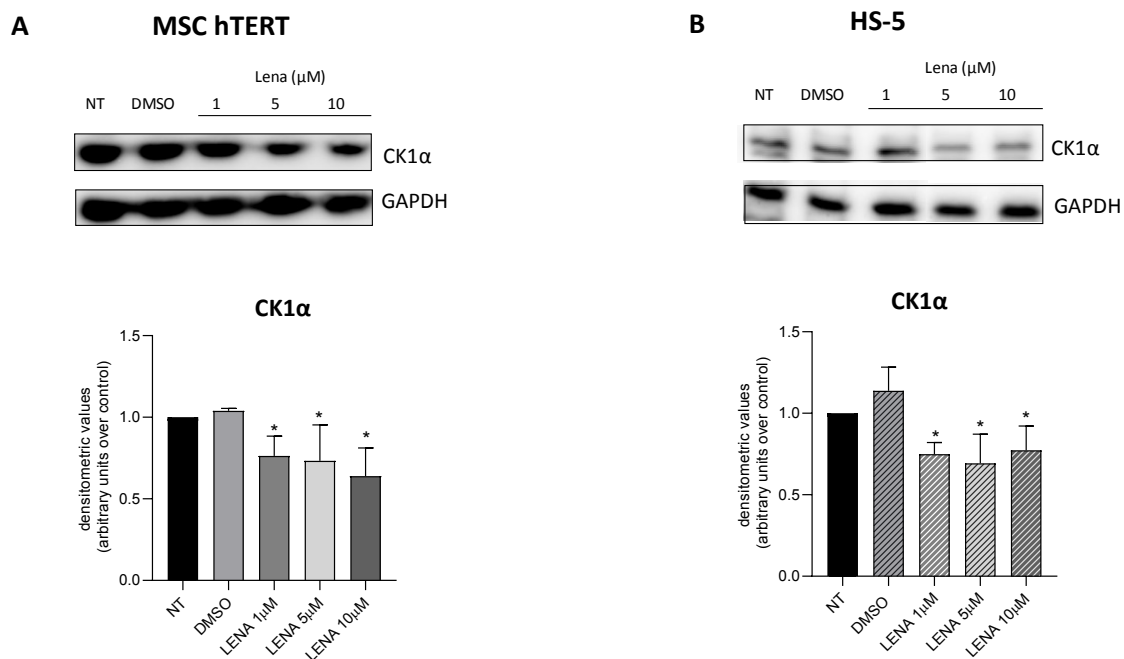 A
MSC hTERT
Lena (μM)
NT DMSO 1 5 10
CK1α
GAPDH
CK1α
densitometric values
(arbitrary units over control)
1.5
1.0
0.5
0.0
* * *
NT DMSO LENA 1μM LENA 5μM LENA 10μM
B
HS-5
Lena (μM)
NT DMSO 1 5 10
CK1α
GAPDH
CK1α
densitometric values
(arbitrary units over control)
1.5
1.0
0.5
0.0
* * *
NT DMSO LENA 1μM LENA 5μM LENA 10μM